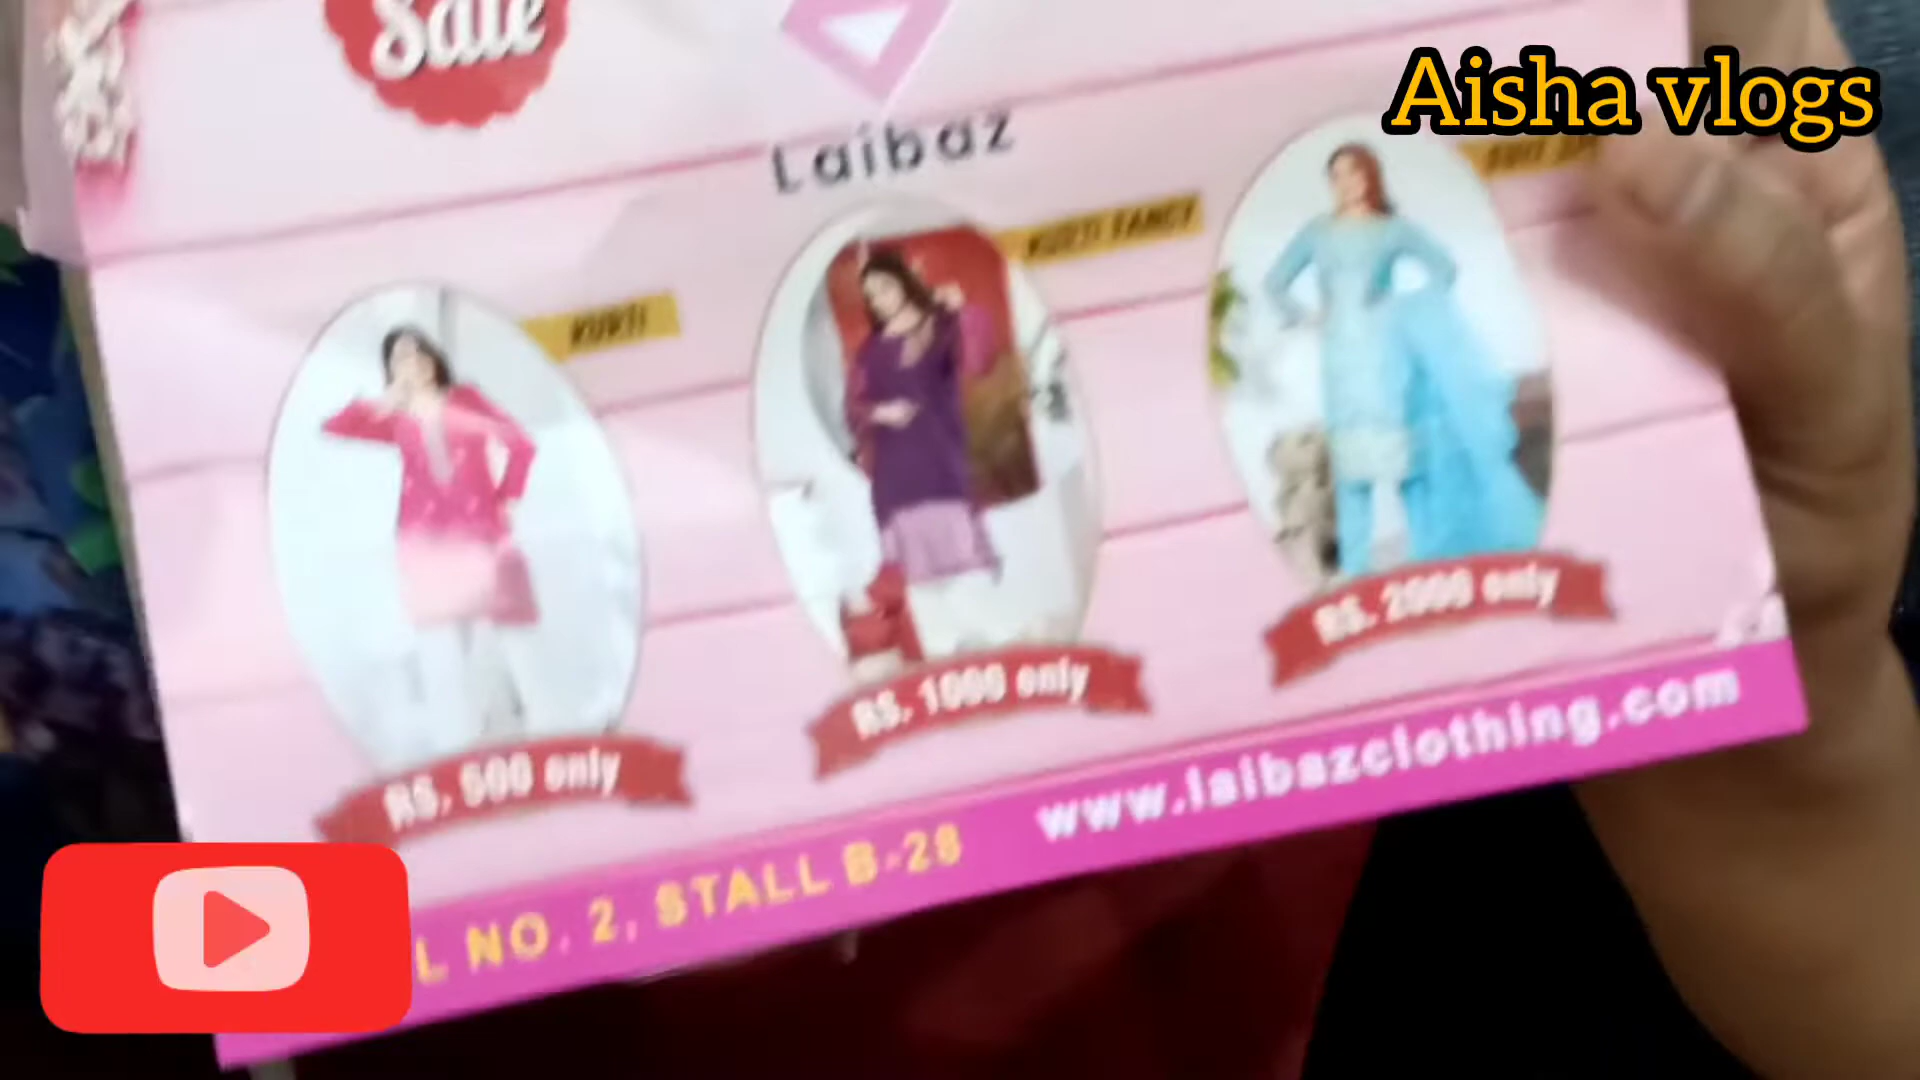 Sale
Aisha vlogs
Laibaz
KURTI
KURTI FANCY
RS. 500 only
RS. 1000 only
RS. 2000 only
L NO. 2, STALL B-28
www.laibazclothing.com